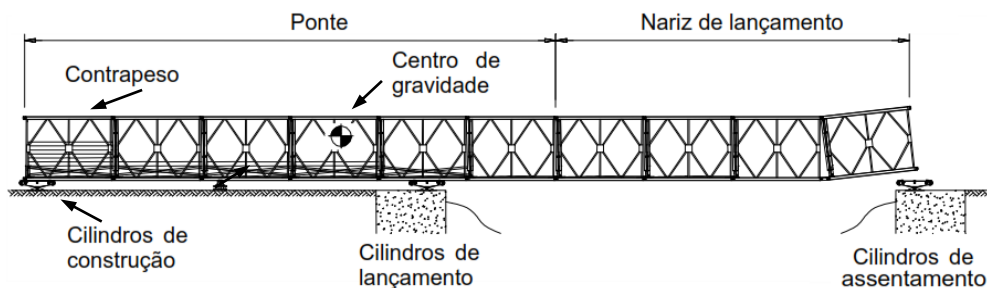 Ponte
Nariz de lançamento
Contrapeso
Centro de
gravidade
Cilindros de
construção
Cilindros de
lançamento
Cilindros de
assentamento